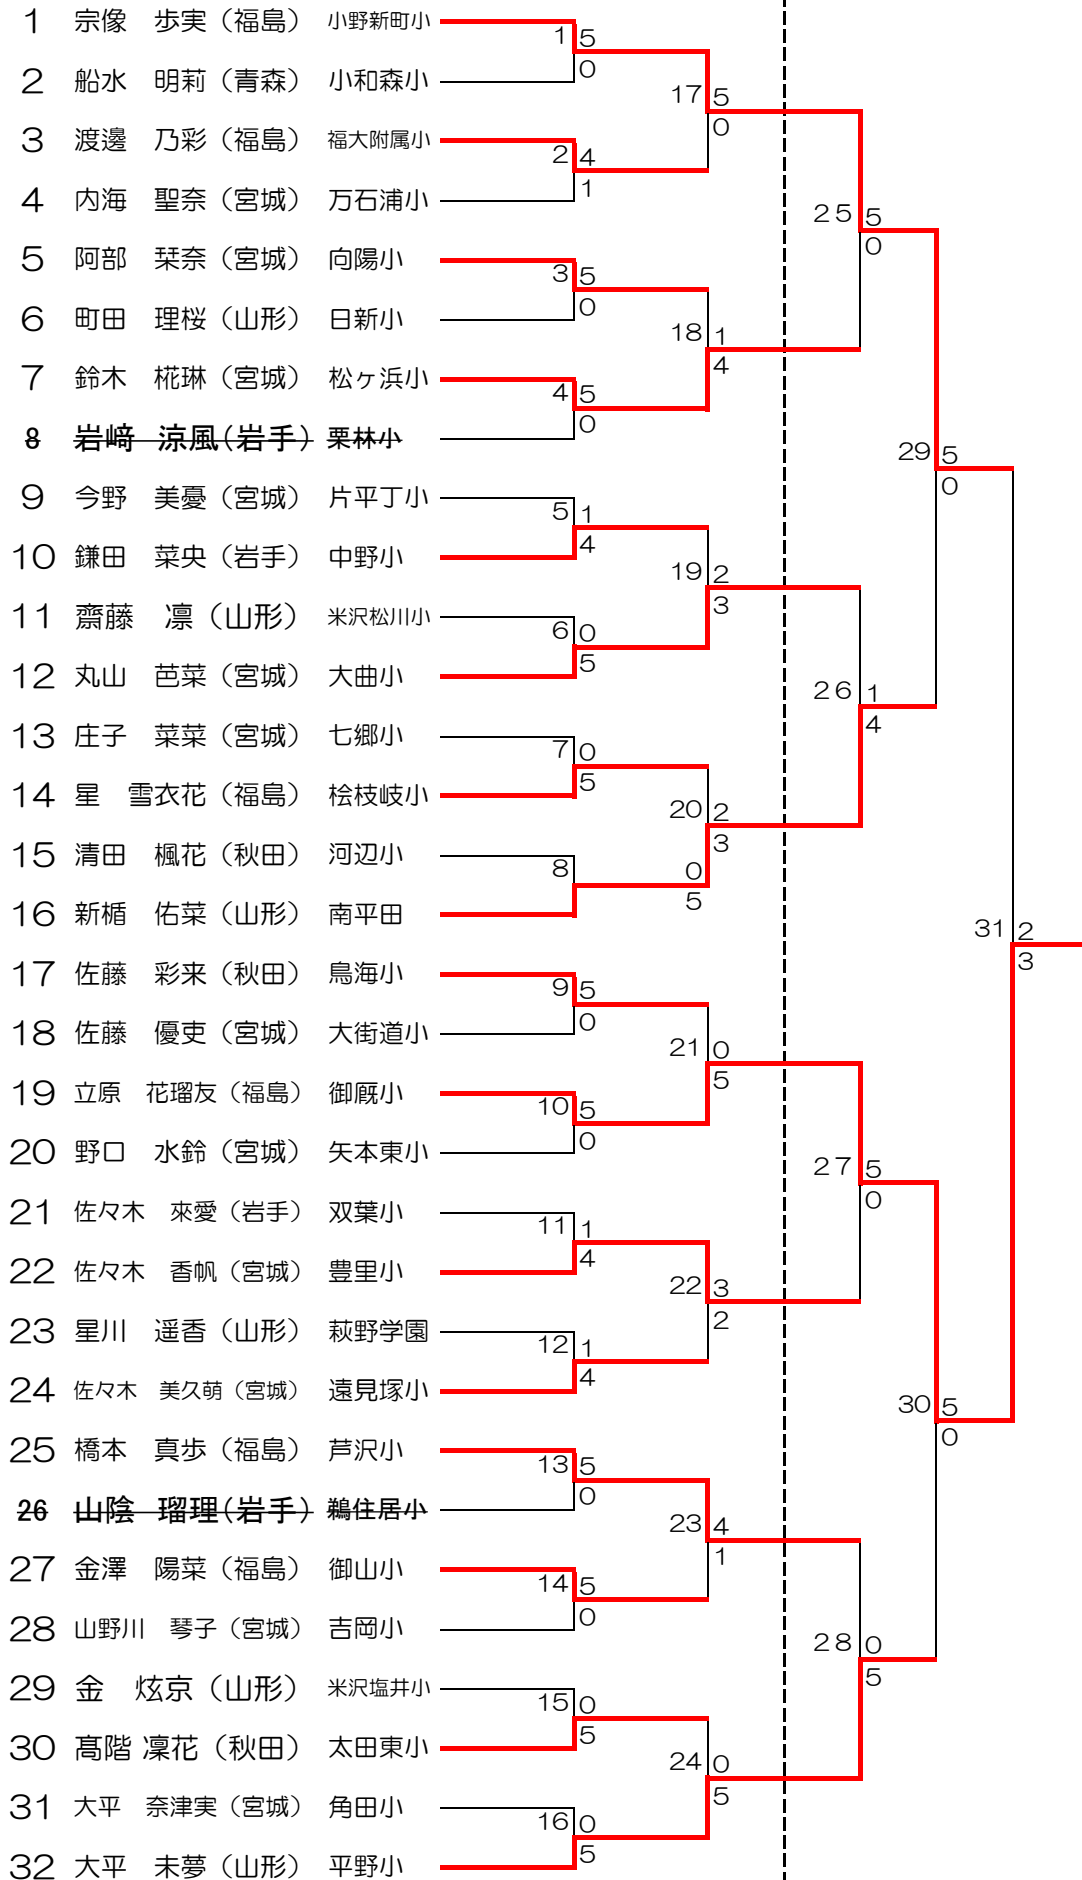 1 宗像 歩実（福島） 小野新町小
1 5
0
2 船水 明莉（青森） 小和森小
17 5
0
3 渡邊 乃彩（福島） 福大附属小
2 4
1
4 内海 聖奈（宮城） 万石浦小
25 5
0
5 阿部 栞奈（宮城） 向陽小
3 5
0
6 町田 理桜（山形） 日新小
18 1
4
7 鈴木 椛琳（宮城） 松ヶ浜小
4 5
0
8 岩﨑 涼風（岩手） 栗林小
29 5
0
9 今野 美憂（宮城） 片平丁小
5 1
4
10 鎌田 菜央（岩手） 中野小
19 2
3
11 齋藤 凛（山形） 米沢松川小
6 0
5
12 丸山 芭菜（宮城） 大曲小
26 1
4
13 庄子 菜菜（宮城） 七郷小
7 0
5
14 星 雪衣花（福島） 桧枝岐小
20 2
3
15 清田 楓花（秋田） 河辺小
8
0
5
16 新楯 佑菜（山形） 南平田
31 2
3
17 佐藤 彩来（秋田） 鳥海小
9 5
0
18 佐藤 優吏（宮城） 大街道小
21 0
5
19 立原 花瑠友（福島） 御厩小
10 5
0
20 野口 水鈴（宮城） 矢本東小
27 5
0
21 佐々木 來愛（岩手） 双葉小
11 1
4
22 佐々木 香帆（宮城） 豊里小
22 3
2
23 星川 遥香（山形） 萩野学園
12 1
4
24 佐々木 美久萌（宮城） 遠見塚小
30 5
0
25 橋本 真歩（福島） 芦沢小
13 5
0
26 山陰 瑠理（岩手） 鵜住居小
23 4
1
27 金澤 陽菜（福島） 御山小
14 5
0
28 山野川 琴子（宮城） 吉岡小
28 0
5
29 金 炫京（山形） 米沢塩井小
15 0
5
30 髙階 凜花（秋田） 太田東小
24 0
5
31 大平 奈津実（宮城） 角田小
16 0
5
32 大平 未夢（山形） 平野小